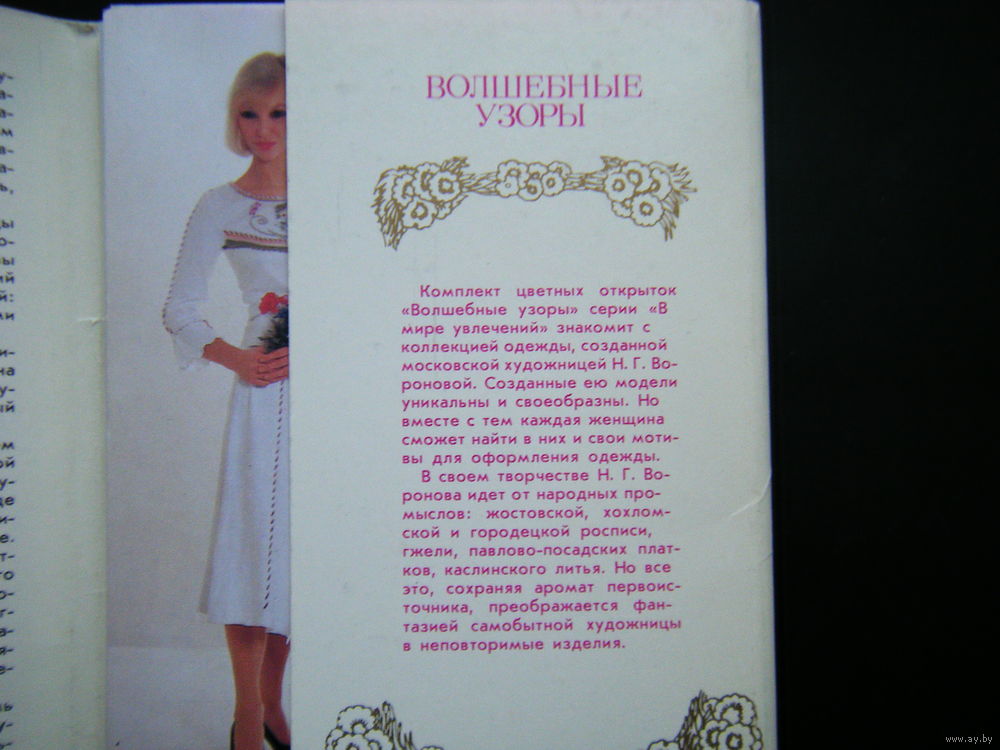 ВОЛШЕБНЫЕ
УЗОРЫ
Комплект цветных открыток
«Волшебные узоры» серии «В
мире увлечений» знакомит с
коллекцией одежды, созданной
московской художницей Н. Г. Во-
роновой. Созданные ею модели
уникальны и своеобразны. Но
вместе с тем каждая женщина
сможет найти в них и свои моти-
вы для оформления одежды.
В своем творчестве Н. Г. Во-
ронова идет от народных про-
мыслов: жостовской, хохлом-
ской и городецкой росписи,
гжели, павлово-посадских плат-
ков, каслинского литья. Но все
это, сохраняя аромат первоис-
точника, преображается фан-
тазией самобытной художницы
в неповторимые изделия.
www.ay.by